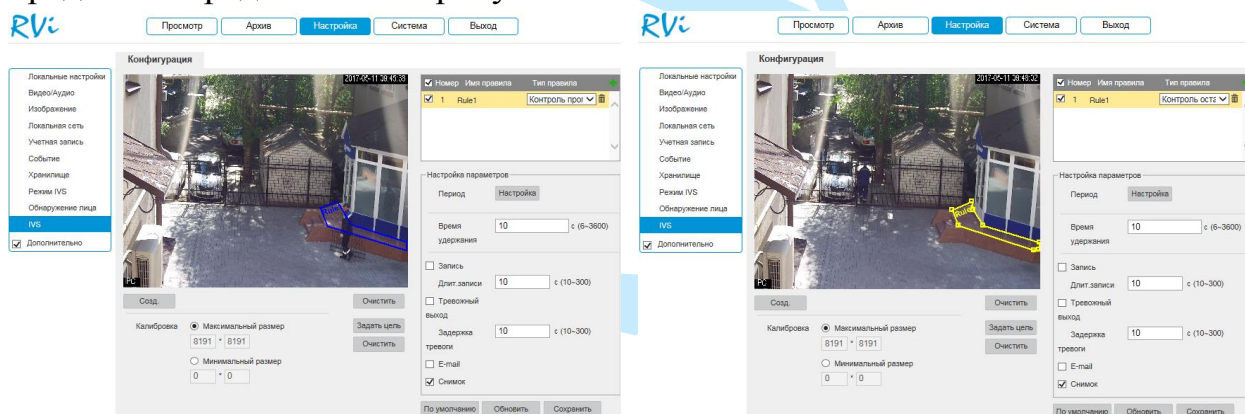 RVi
Просмотр Архив Настройка Система Выход
Конфигурация
Локальные настройки
Видео/Аудио
Изображение
Локальная сеть
Учетная запись
Событие
Хранилище
Режим IVS
Обнаружение лица
IVS
Дополнительно
Rule1
PC
Созд.
Очистить
Калибровка Максимальный размер
8191 * 8191
Минимальный размер
0 * 0
Задать цель
Очистить
Номер Имя правила Тип правила
1 Rule1 Контроль прог
Настройка параметров
Период Настройка
Время удержания 10 с (6~3600)
Запись
Длит.записи 10 с (10~300)
Тревожный выход
Задержка тревоги 10 с (10~300)
E-mail
Снимок
По умолчанию Обновить Сохранить
RVi
Просмотр Архив Настройка Система Выход
Конфигурация
Локальные настройки
Видео/Аудио
Изображение
Локальная сеть
Учетная запись
Событие
Хранилище
Режим IVS
Обнаружение лица
IVS
Дополнительно
Rule
PC
Созд.
Очистить
Калибровка Максимальный размер
8191 * 8191
Минимальный размер
0 * 0
Задать цель
Очистить
Номер Имя правила Тип правила
1 Rule1 Контроль оста
Настройка параметров
Период Настройка
Время удержания 10 с (6~3600)
Запись
Длит.записи 10 с (10~300)
Тревожный выход
Задержка тревоги 10 с (10~300)
E-mail
Снимок
По умолчанию Обновить Сохранить